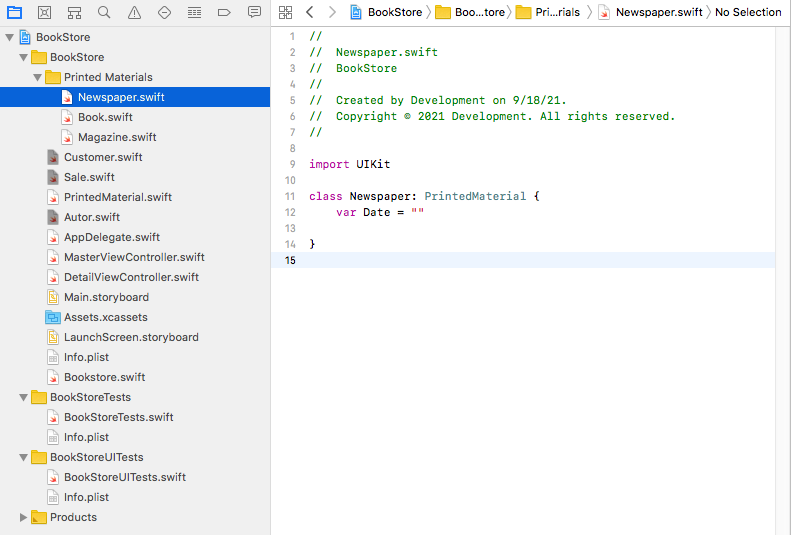 BookStore
BookStore
Printed Materials
Newspaper.swift
Book.swift
Magazine.swift
Customer.swift
Sale.swift
PrintedMaterial.swift
Autor.swift
AppDelegate.swift
MasterViewController.swift
DetailViewController.swift
Main.storyboard
Assets.xcassets
LaunchScreen.storyboard
Info.plist
Bookstore.swift
BookStoreTests
BookStoreTests.swift
Info.plist
BookStoreUITests
BookStoreUITests.swift
Info.plist
Products
BookStore Boo...tore Pri...rials Newspaper.swift No Selection
1 //
2 //  Newspaper.swift
3 //  BookStore
4 //
5 //  Created by Development on 9/18/21.
6 //  Copyright © 2021 Development. All rights reserved.
7 //
8
9 import UIKit
10
11 class Newspaper: PrintedMaterial {
12     var Date = ""
13
14 }
15